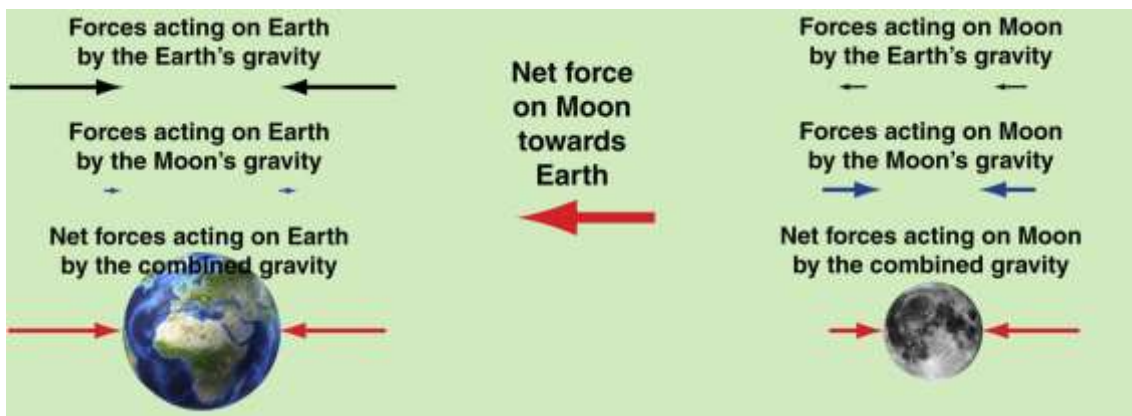 Forces acting on Earth
by the Earth's gravity
Forces acting on Earth
by the Moon's gravity
Net forces acting on Earth
by the combined gravity
Net force
on Moon
towards
Earth
Forces acting on Moon
by the Earth's gravity
Forces acting on Moon
by the Moon's gravity
Net forces acting on Moon
by the combined gravity